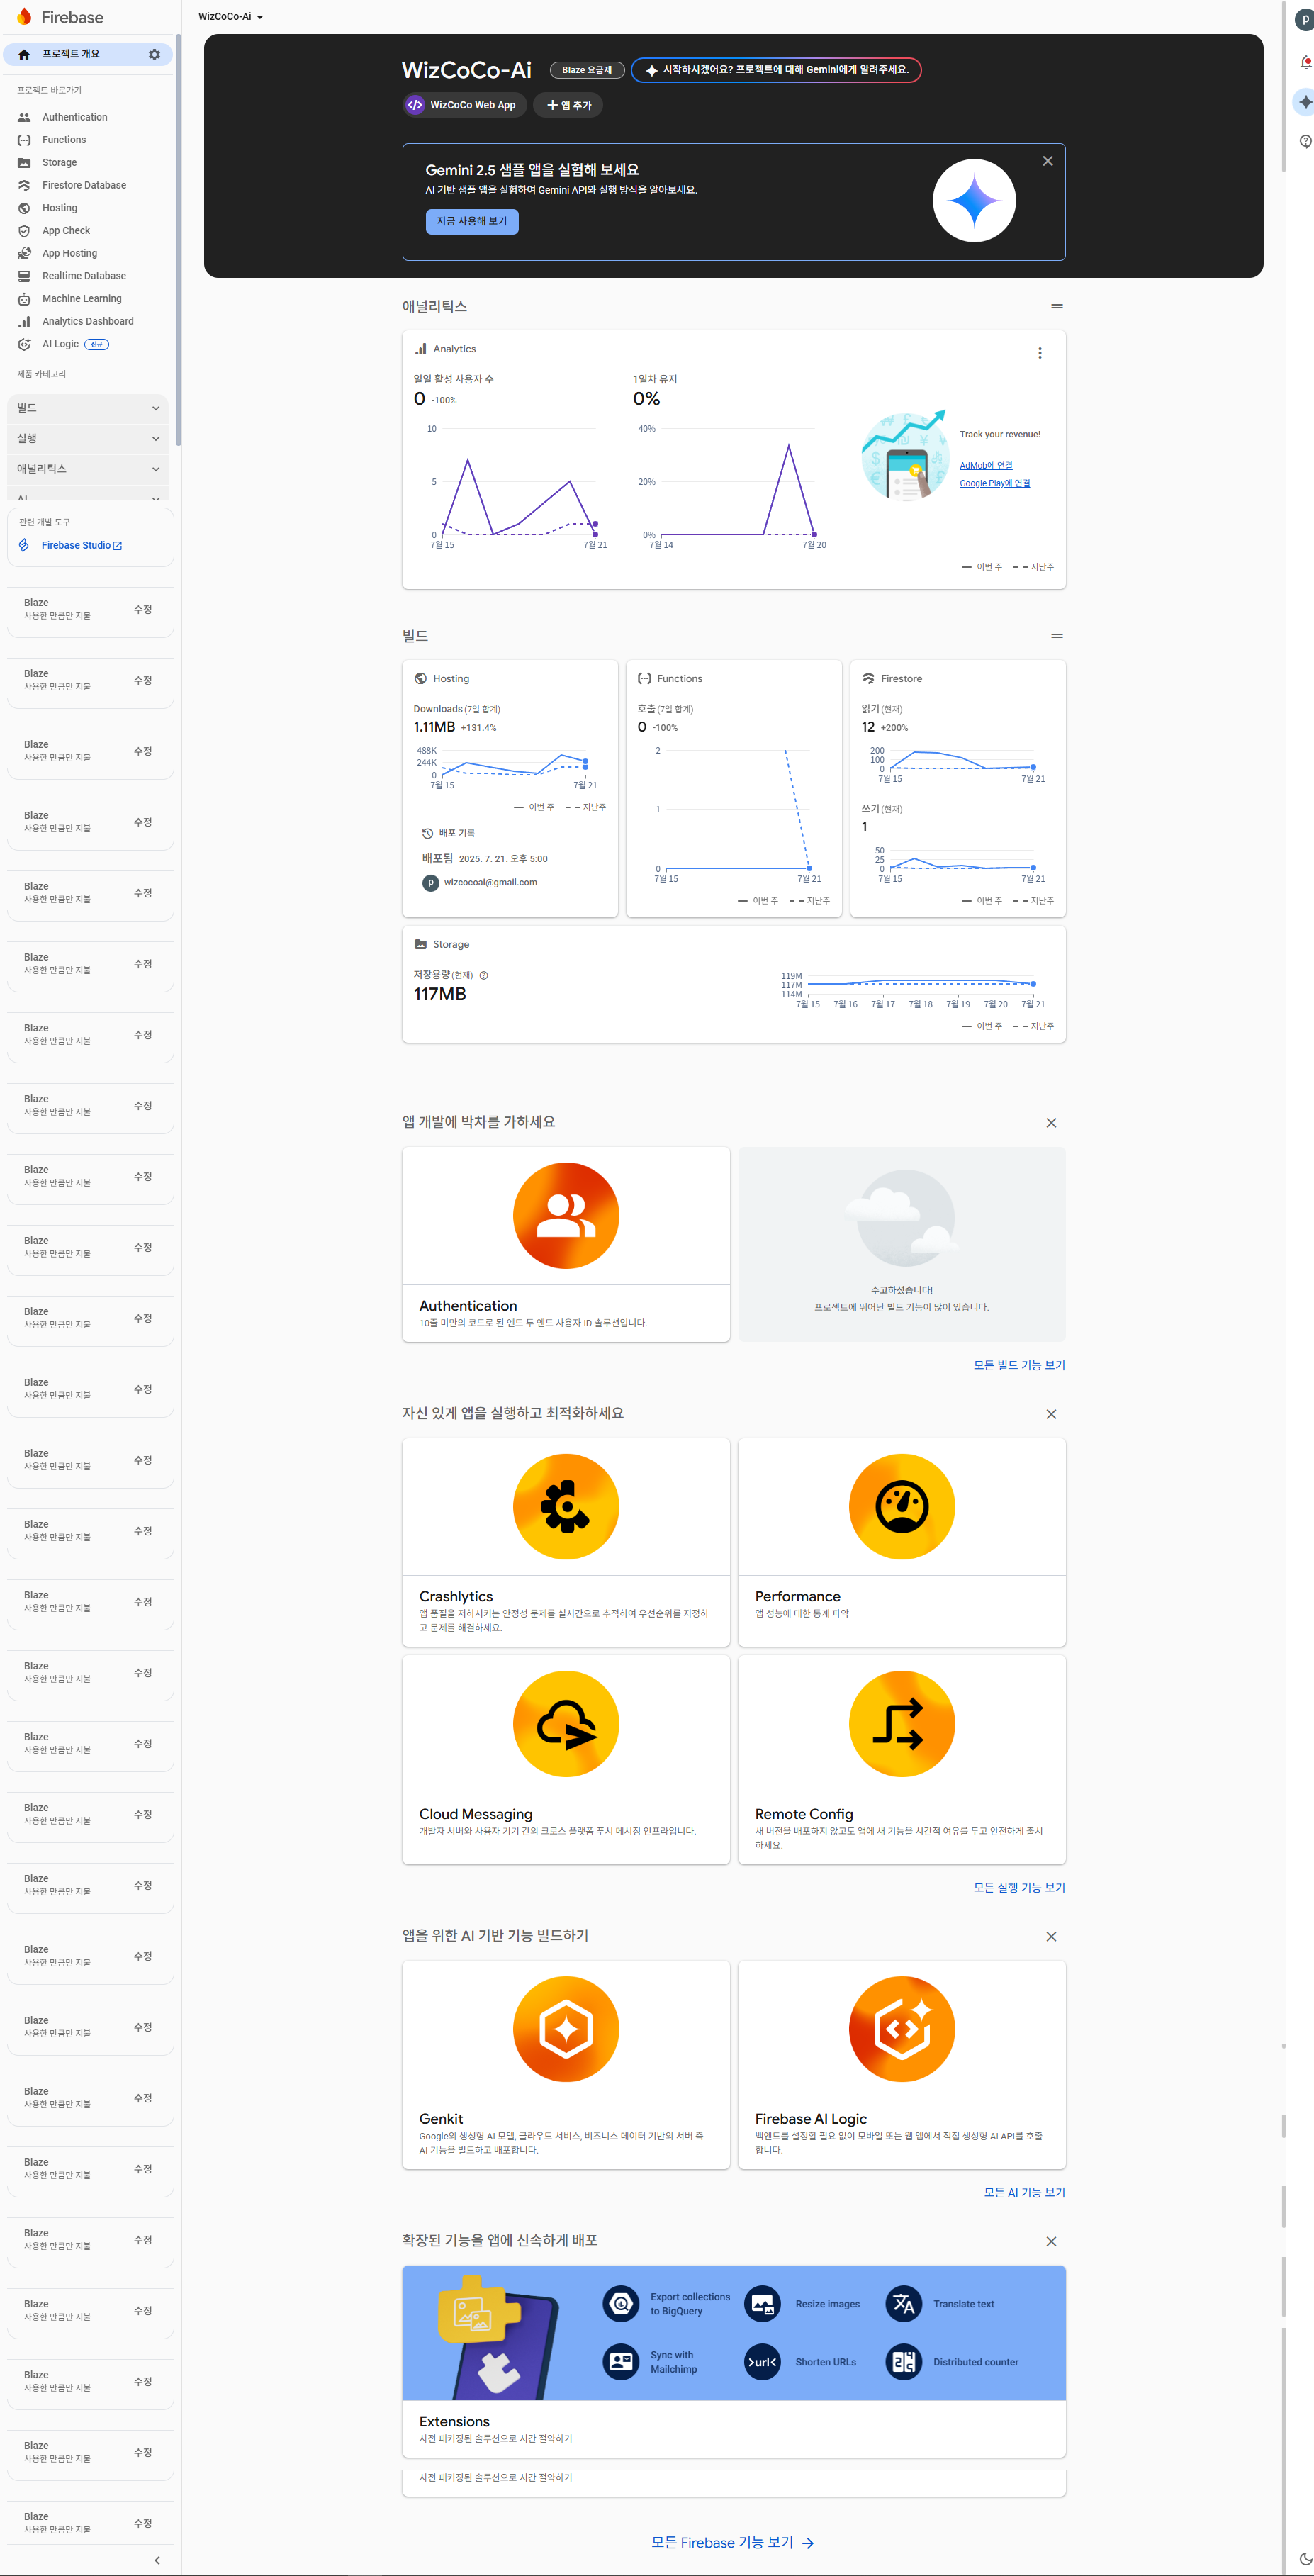 Firebase
프로젝트 개요
프로젝트 바로가기
Authentication
Functions
Storage
Firestore Database
Hosting
App Check
App Hosting
Realtime Database
Machine Learning
Analytics Dashboard
AI Logic 신규
제품 카테고리
빌드
실행
애널리틱스
AI
관련 개발 도구
Firebase Studio
Blaze
사용한 만큼만 지불
수정
Blaze
사용한 만큼만 지불
수정
Blaze
사용한 만큼만 지불
수정
Blaze
사용한 만큼만 지불
수정
Blaze
사용한 만큼만 지불
수정
Blaze
사용한 만큼만 지불
수정
Blaze
사용한 만큼만 지불
수정
Blaze
사용한 만큼만 지불
수정
Blaze
사용한 만큼만 지불
수정
Blaze
사용한 만큼만 지불
수정
Blaze
사용한 만큼만 지불
수정
Blaze
사용한 만큼만 지불
수정
Blaze
사용한 만큼만 지불
수정
Blaze
사용한 만큼만 지불
수정
Blaze
사용한 만큼만 지불
수정
Blaze
사용한 만큼만 지불
수정
Blaze
사용한 만큼만 지불
수정
Blaze
사용한 만큼만 지불
수정
Blaze
사용한 만큼만 지불
수정
Blaze
사용한 만큼만 지불
수정
Blaze
사용한 만큼만 지불
수정
Blaze
사용한 만큼만 지불
수정
Blaze
사용한 만큼만 지불
수정
Blaze
사용한 만큼만 지불
수정
Blaze
사용한 만큼만 지불
수정
Blaze
사용한 만큼만 지불
수정
Blaze
사용한 만큼만 지불
수정
Blaze
사용한 만큼만 지불
수정
WizCoCo-Ai
p
WizCoCo-Ai
Blaze 요금제
시작하시겠어요? 프로젝트에 대해 Gemini에게 알려주세요.
WizCoCo Web App
앱 추가
Gemini 2.5 샘플 앱을 실험해 보세요
AI 기반 샘플 앱을 실험하여 Gemini API와 실행 방식을 알아보세요.
지금 사용해 보기
애널리틱스
Analytics
일일 활성 사용자 수
0 -100%
10
5
0
7월 15
7월 21
1일차 유지
0%
40%
20%
0%
7월 14
7월 20
Track your revenue!
AdMob에 연결
Google Play에 연결
이번 주 지난주
빌드
Hosting
Downloads (7일 합계)
1.11MB +131.4%
488K
244K
0
7월 15
7월 21
이번 주 지난주
배포 기록
배포됨 2025. 7. 21. 오후 5:00
p wizcocoai@gmail.com
Functions
호출 (7일 합계)
0 -100%
2
1
0
7월 15
7월 21
이번 주 지난주
Firestore
읽기 (현재)
12 +200%
200
100
0
7월 15
7월 21
쓰기 (현재)
1
50
25
0
7월 15
7월 21
이번 주 지난주
Storage
저장용량 (현재)
117MB
119M
117M
114M
7월 15 7월 16 7월 17 7월 18 7월 19 7월 20 7월 21
이번 주 지난주
앱 개발에 박차를 가하세요
Authentication
10줄 미만의 코드로 된 엔드 투 엔드 사용자 ID 솔루션입니다.
수고하셨습니다!
프로젝트에 뛰어난 빌드 기능이 많이 있습니다.
모든 빌드 기능 보기
자신 있게 앱을 실행하고 최적화하세요
Crashlytics
앱 품질을 저하시키는 안정성 문제를 실시간으로 추적하여 우선순위를 지정하
고 문제를 해결하세요.
Performance
앱 성능에 대한 통계 파악
Cloud Messaging
개발자 서버와 사용자 기기 간의 크로스 플랫폼 푸시 메시징 인프라입니다.
Remote Config
새 버전을 배포하지 않고도 앱에 새 기능을 시간적 여유를 두고 안전하게 출시
하세요.
모든 실행 기능 보기
앱을 위한 AI 기반 기능 빌드하기
Genkit
Google의 생성형 AI 모델, 클라우드 서비스, 비즈니스 데이터 기반의 서버 측
AI 기능을 빌드하고 배포합니다.
Firebase AI Logic
백엔드를 설정할 필요 없이 모바일 또는 웹 앱에서 직접 생성형 AI API를 호출
합니다.
모든 AI 기능 보기
확장된 기능을 앱에 신속하게 배포
Export collections
to BigQuery
Resize images
Translate text
Sync with
Mailchimp
>url<
Shorten URLs
Distributed counter
Extensions
사전 패키징된 솔루션으로 시간 절약하기
사전 패키징된 솔루션으로 시간 절약하기
모든 Firebase 기능 보기